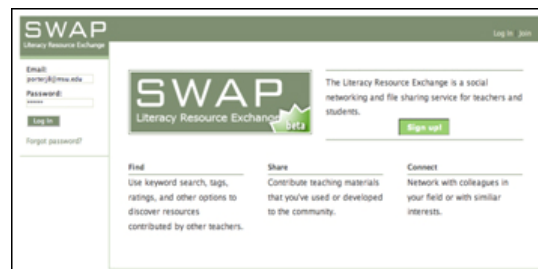 SWAP
Literacy Resource Exchange
Log In Join
Email:
porterj8@msu.edu
Password:
Log In
Forgot password?
SWAP
Literacy Resource Exchange
beta
The Literacy Resource Exchange is a social
networking and file sharing service for teachers and
students.
Sign up!
Find
Use keyword search, tags,
ratings, and other options to
discover resources
contributed by other teachers.
Share
Contribute teaching materials
that you've used or developed
to the community.
Connect
Network with colleagues in
your field or with similiar
interests.